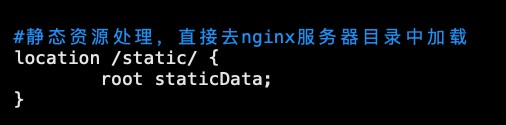 #静态资源处理，直接去nginx服务器目录中加载
location /static/ {
        root staticData;
}